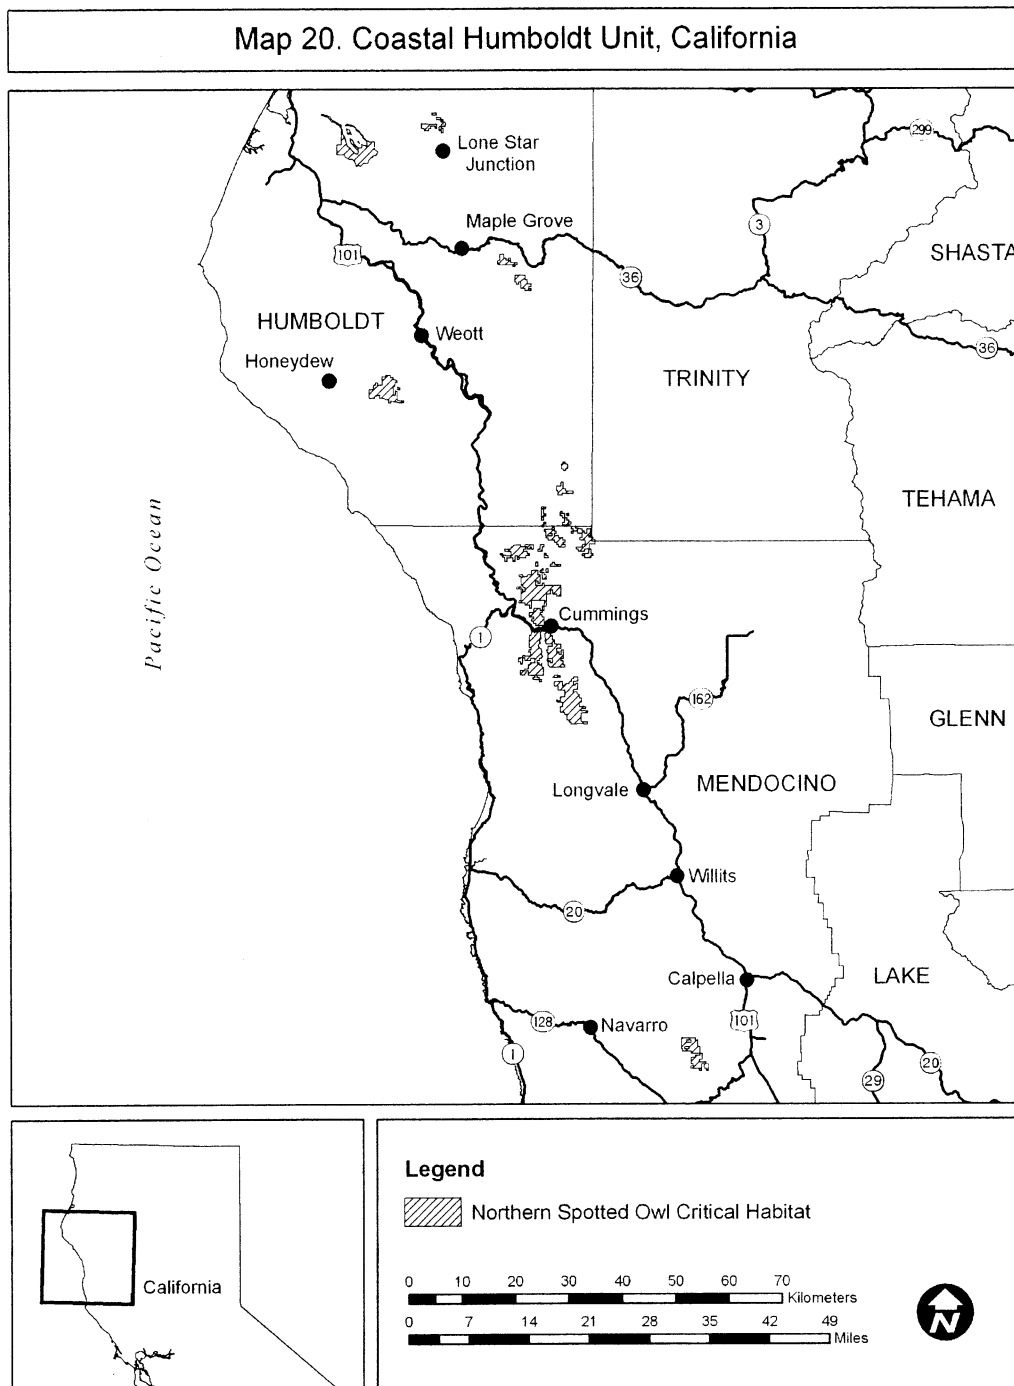 Map 20. Coastal Humboldt Unit, California
299
Lone Star
Junction
Maple Grove
3
101
SHASTA
36
HUMBOLDT
Weott
36
Honeydew
TRINITY
TEHAMA
Pacific Ocean
Cummings
1
162
GLENN
Longvale
MENDOCINO
Willits
20
Calpella
LAKE
128
Navarro
101
1
20
29
Legend
Northern Spotted Owl Critical Habitat
California
0 10 20 30 40 50 60 70
Kilometers
0 7 14 21 28 35 42 49
Miles
N